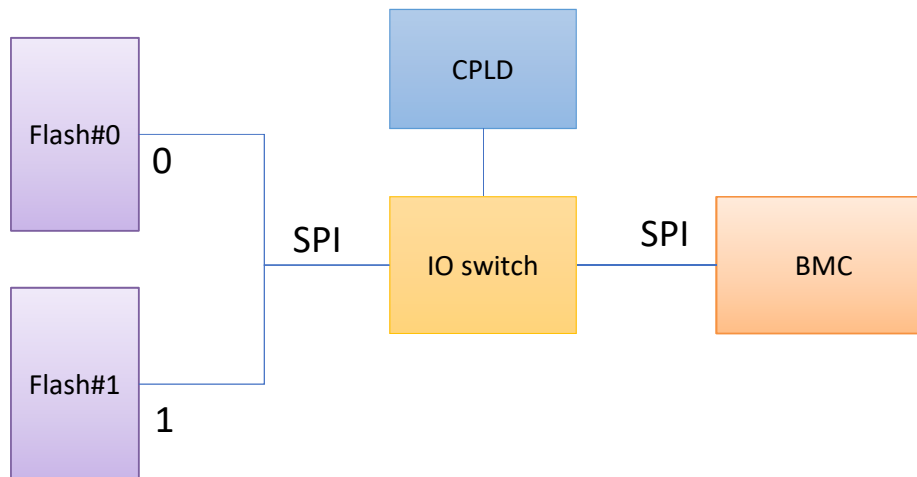 CPLD
Flash#0
0
SPI
IO switch
SPI
BMC
Flash#1
1